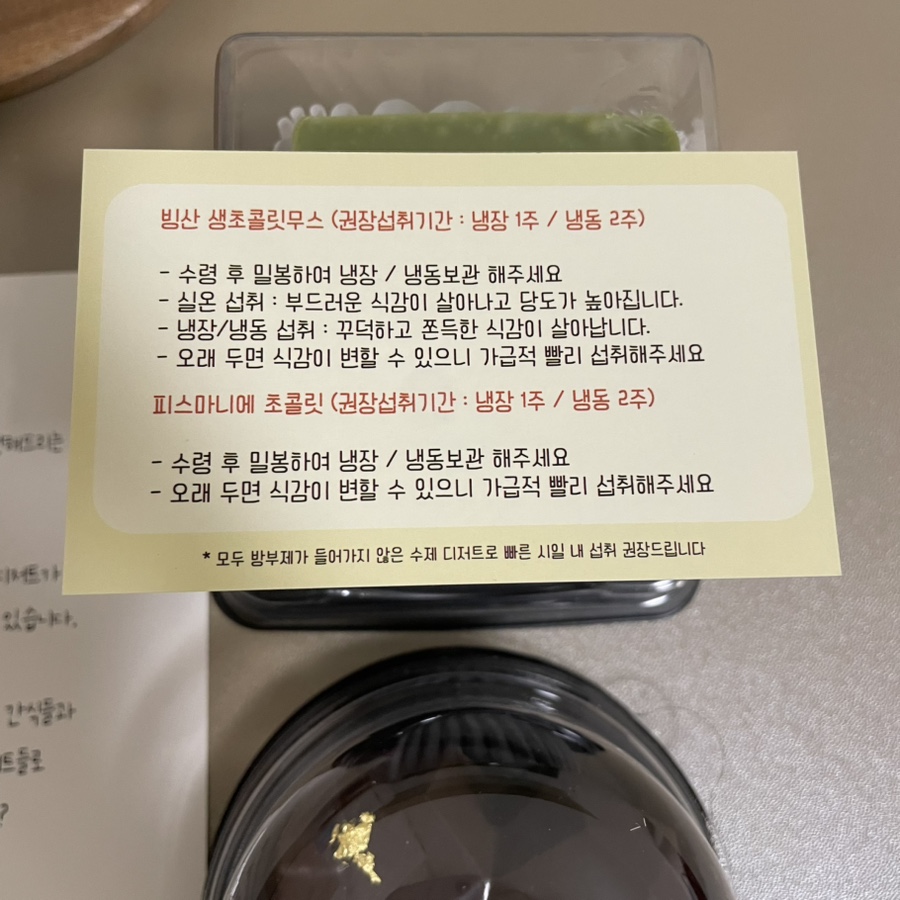 빙산 생초콜릿무스 (권장섭취기간 : 냉장 1주 / 냉동 2주)
- 수령 후 밀봉하여 냉장 / 냉동보관 해주세요
- 실온 섭취 : 부드러운 식감이 살아나고 당도가 높아집니다.
- 냉장/냉동 섭취 : 꾸덕하고 쫀득한 식감이 살아납니다.
- 오래 두면 식감이 변할 수 있으니 가급적 빨리 섭취해주세요
피스마니에 초콜릿 (권장섭취기간 : 냉장 1주 / 냉동 2주)
- 수령 후 밀봉하여 냉장 / 냉동보관 해주세요
- 오래 두면 식감이 변할 수 있으니 가급적 빨리 섭취해주세요
* 모두 방부제가 들어가지 않은 수제 디저트로 빠른 시일 내 섭취 권장드립니다
있습니다.
간식들과
?